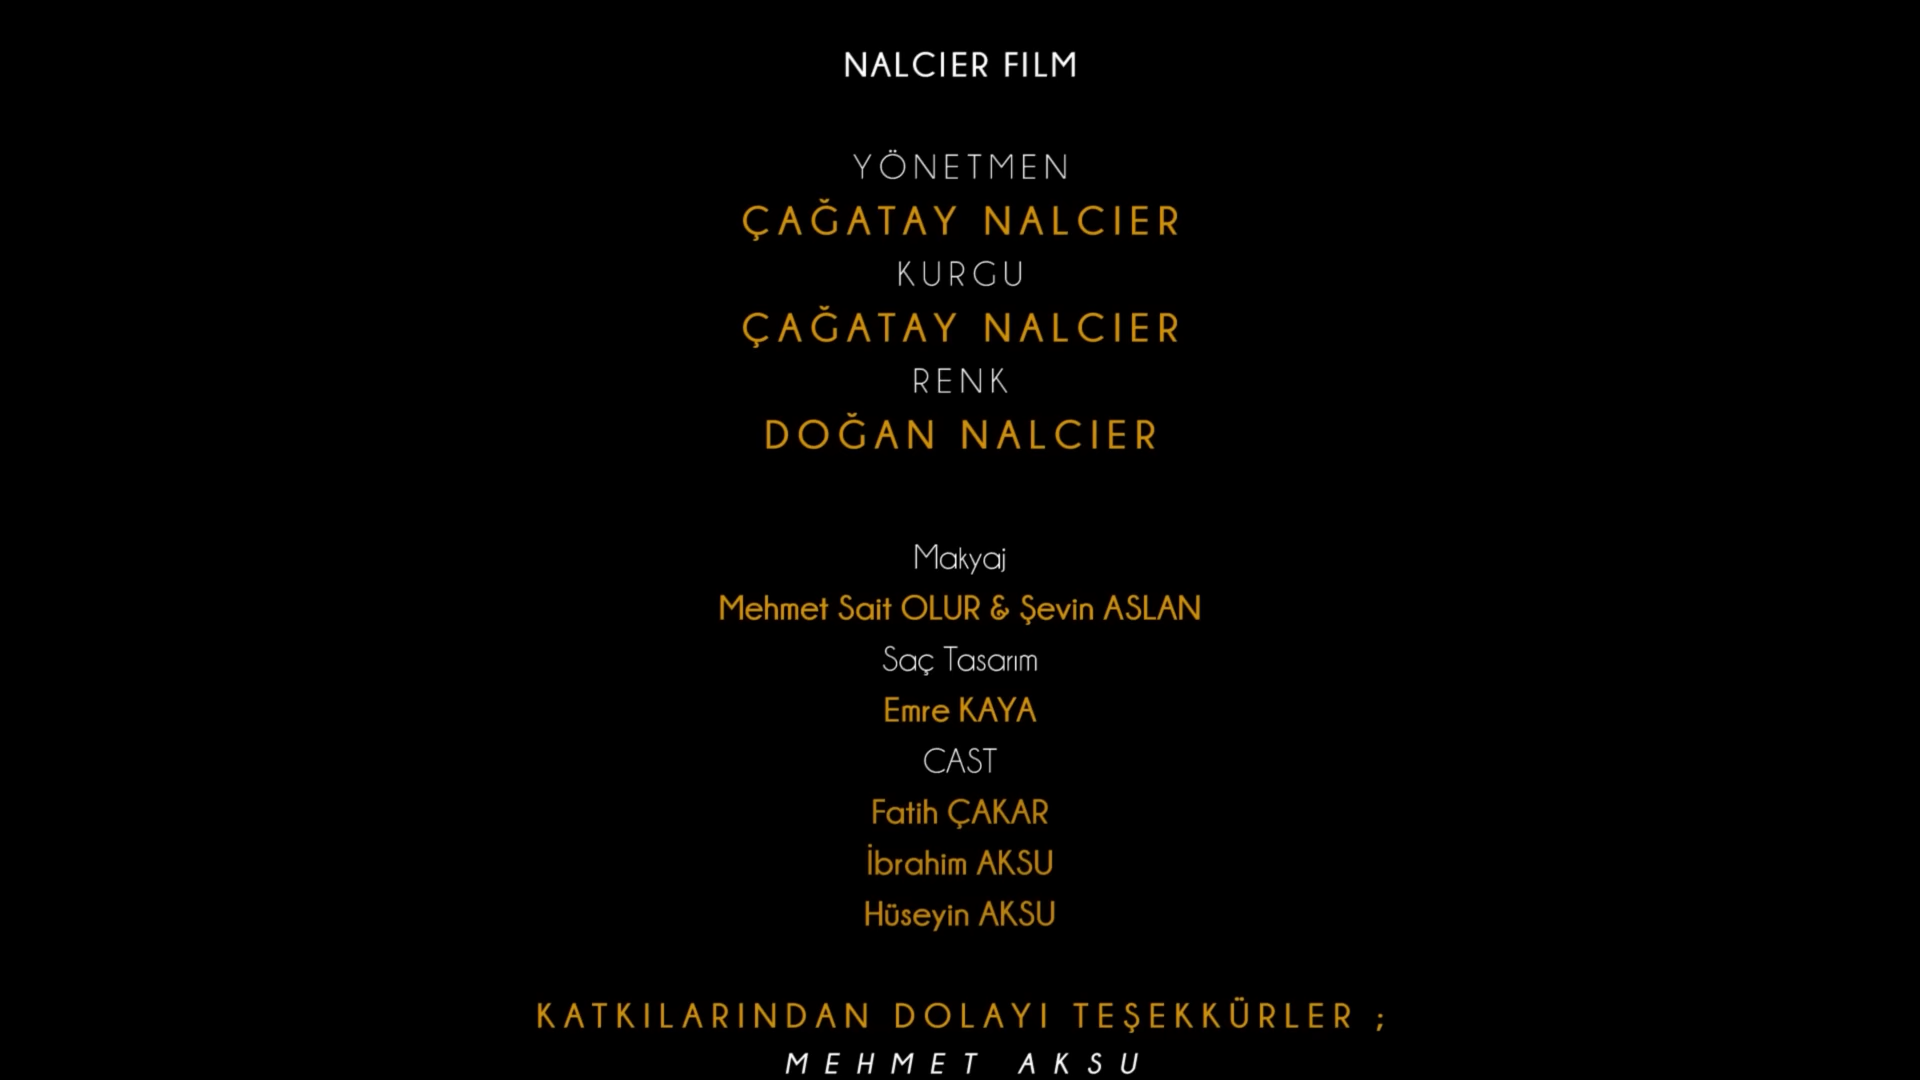 NALCIER FILM
YÖNETMEN
ÇAĞATAY NALCIER
KURGU
ÇAĞATAY NALCIER
RENK
DOĞAN NALCIER
Makyaj
Mehmet Sait OLUR & Şevin ASLAN
Saç Tasarım
Emre KAYA
CAST
Fatih ÇAKAR
İbrahim AKSU
Hüseyin AKSU
KATKILARINDAN DOLAYI TEŞEKKÜRLER ;
MEHMET AKSU